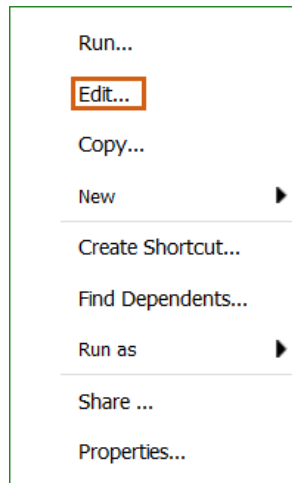 Run...
Edit...
Copy...
New
Create Shortcut...
Find Dependents...
Run as
Share ...
Properties...